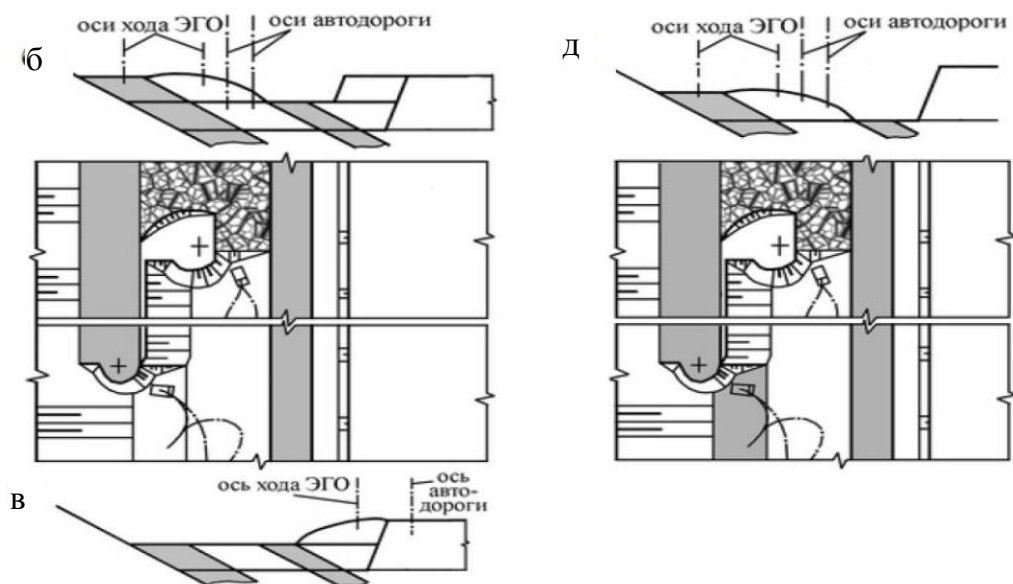 б
оси хода ЭГО
оси автодороги
д
оси хода ЭГО
оси автодороги
в
ось хода ЭГО
ось
авто-
дороги